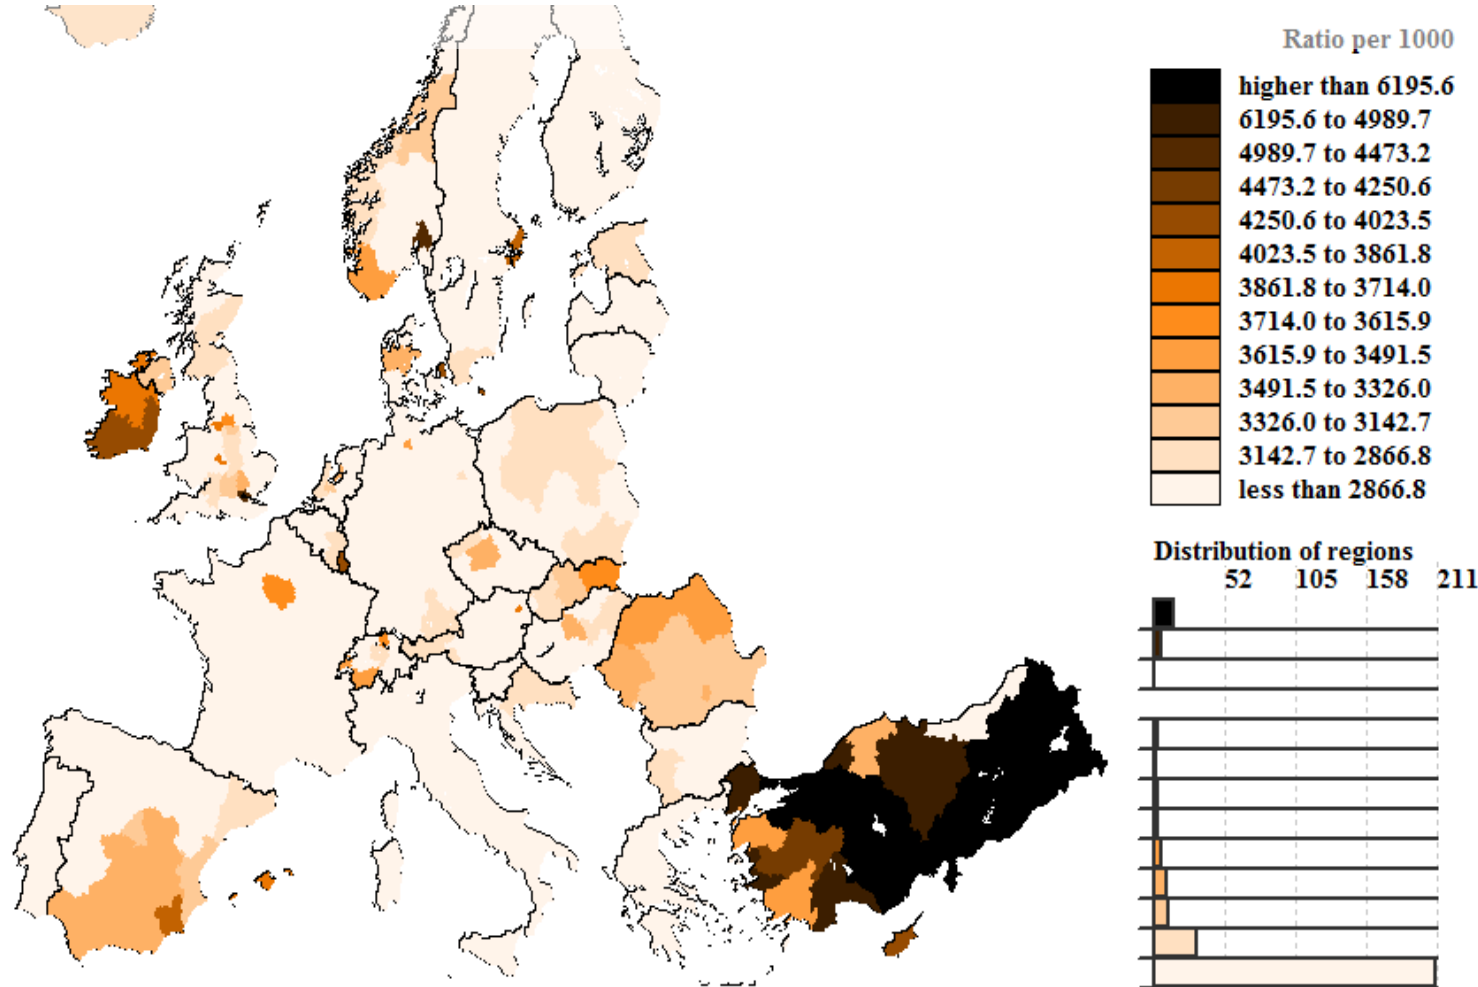 Ratio per 1000
higher than 6195.6
6195.6 to 4989.7
4989.7 to 4473.2
4473.2 to 4250.6
4250.6 to 4023.5
4023.5 to 3861.8
3861.8 to 3714.0
3714.0 to 3615.9
3615.9 to 3491.5
3491.5 to 3326.0
3326.0 to 3142.7
3142.7 to 2866.8
less than 2866.8
Distribution of regions
52 105 158 211